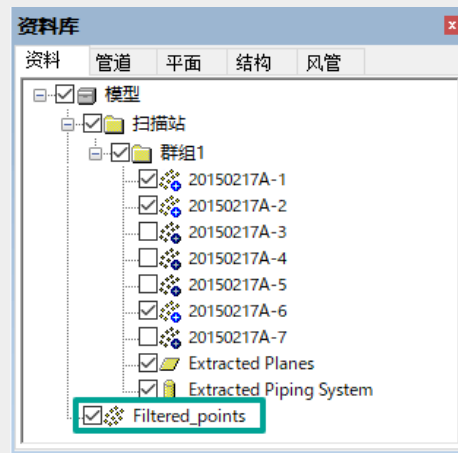 资料库
资料 管道 平面 结构 风管
模型
扫描站
群组1
20150217A-1
20150217A-2
20150217A-3
20150217A-4
20150217A-5
20150217A-6
20150217A-7
Extracted Planes
Extracted Piping System
Filtered_points